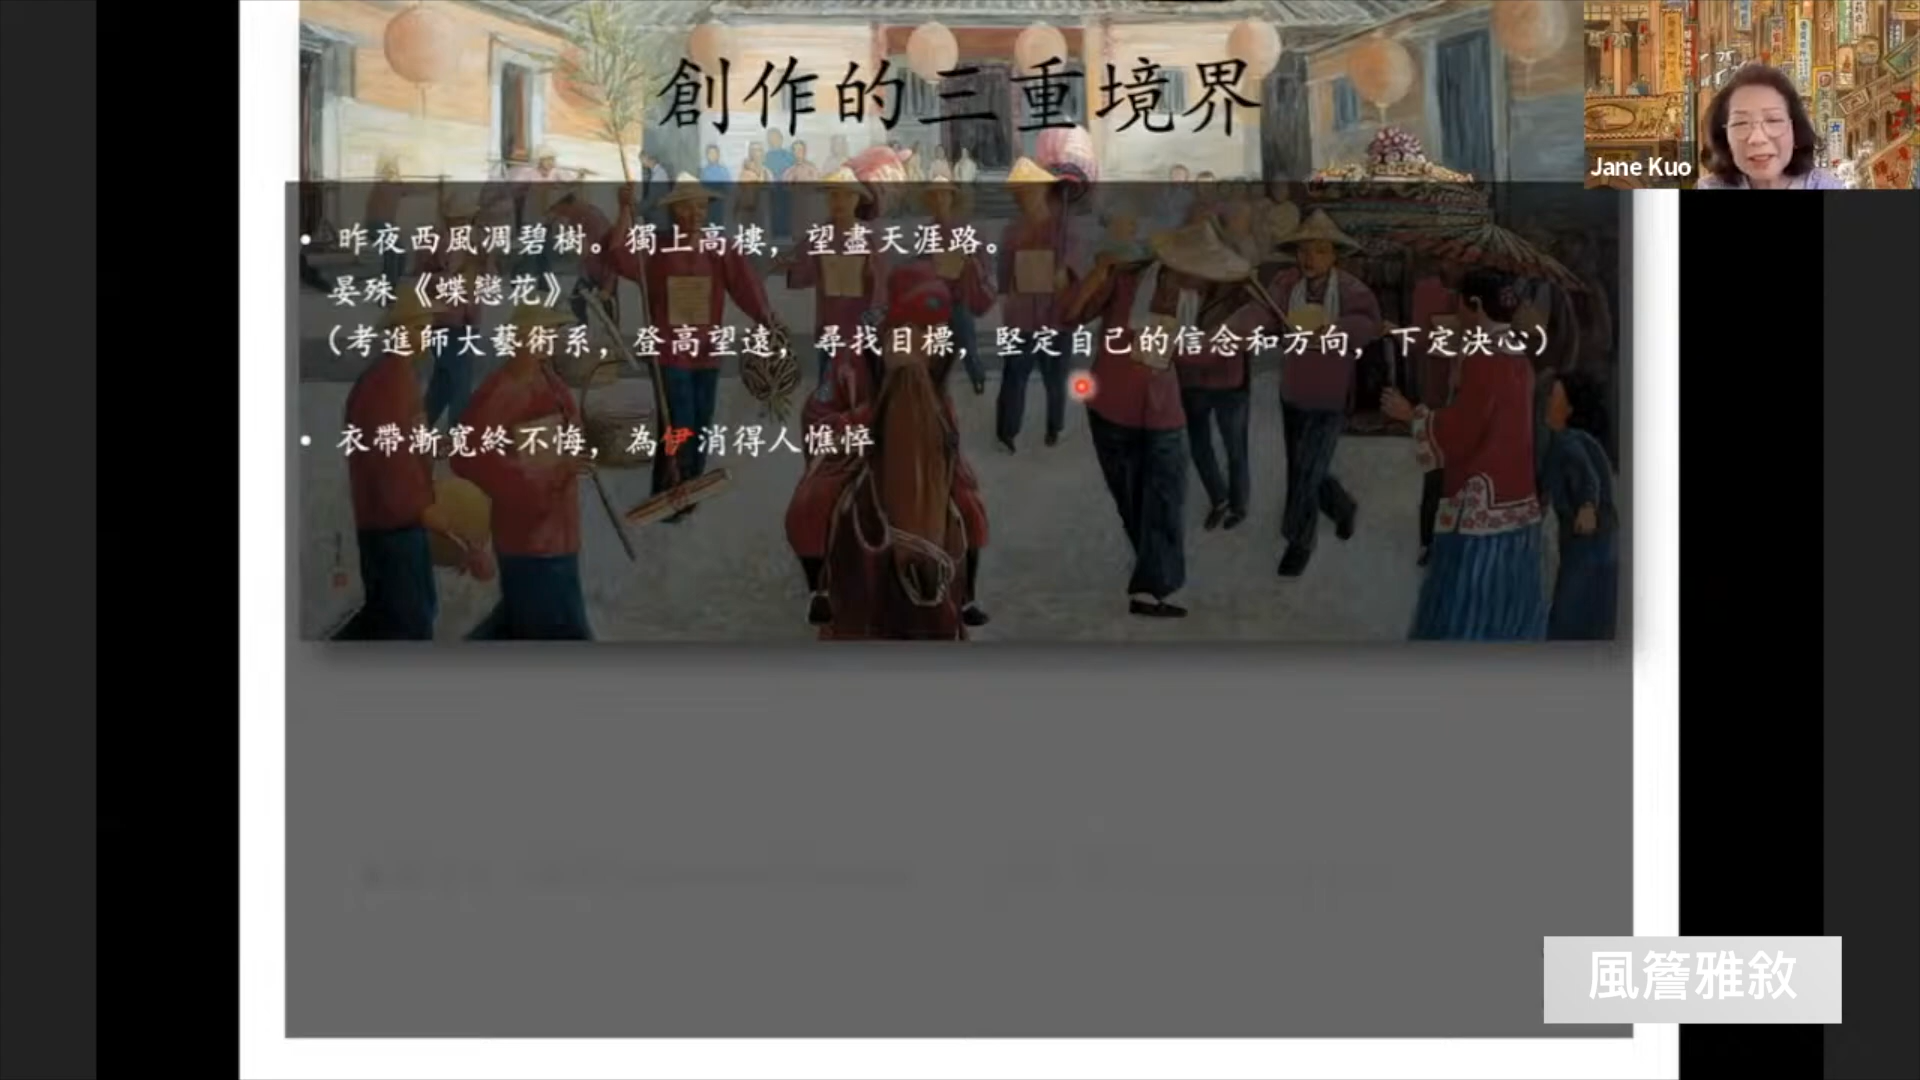 創作的三重境界
Jane Kuo
• 昨夜西風凋碧樹。獨上高樓，望盡天涯路。
晏殊《蝶戀花》
（考進師大藝術系，登高望遠，尋找目標，堅定自己的信念和方向，下定決心）
• 衣帶漸寬終不悔，為伊消得人憔悴
風簷雅敘